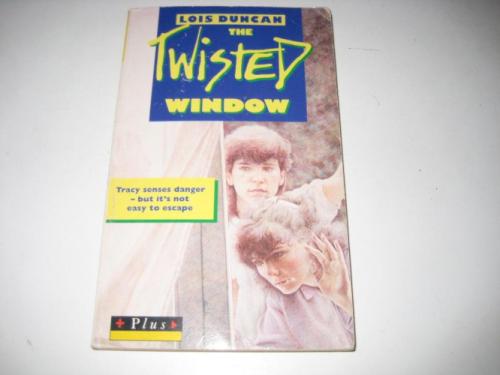 LOIS DUNCAN
THE
TWISTED
WINDOW
Tracy senses danger
– but it's not
easy to escape
+ Plus